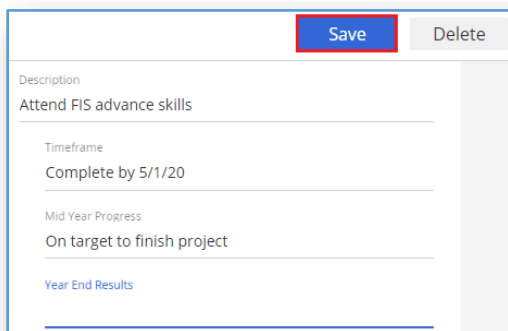 Save Delete
Description
Attend FIS advance skills
Timeframe
Complete by 5/1/20
Mid Year Progress
On target to finish project
Year End Results